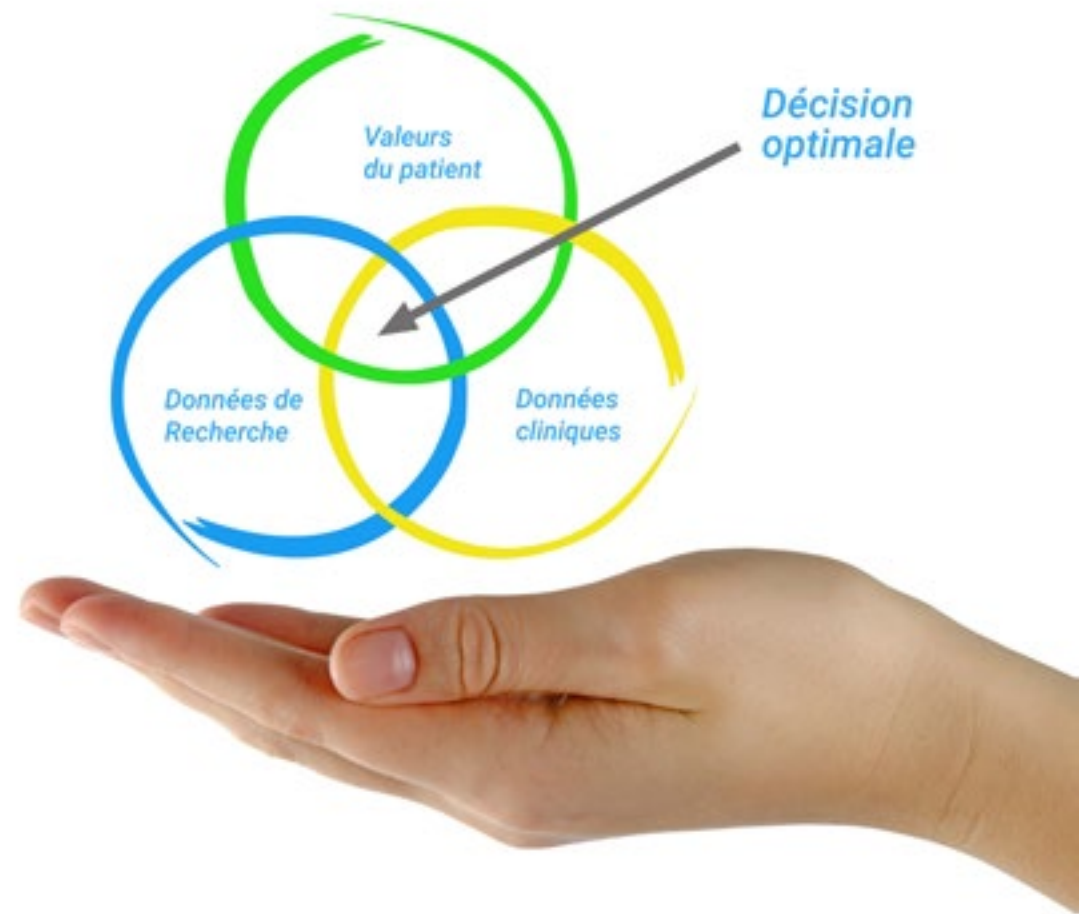 Valeurs
du patient
Décision
optimale
Données de
Recherche
Données
cliniques